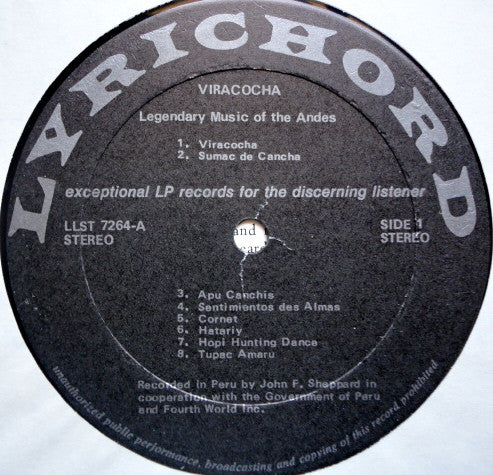 LYRICHORD
VIRACOCHA
Legendary Music of the Andes
1. Viracocha
2. Sumac de Cancha
exceptional LP records for the discerning listener
LLST 7264-A
STEREO
SIDE 1
STEREO
and
care
3. Apu Canchis
4. Sentimientos des Almas
5. Cornet
6. Hatariy
7. Hopi Hunting Dance
8. Tupac Amaru
Recorded in Peru by John F. Sheppard in
cooperation with the Government of Peru
and Fourth World Inc.
unauthorized public performance, broadcasting and copying of this record prohibited